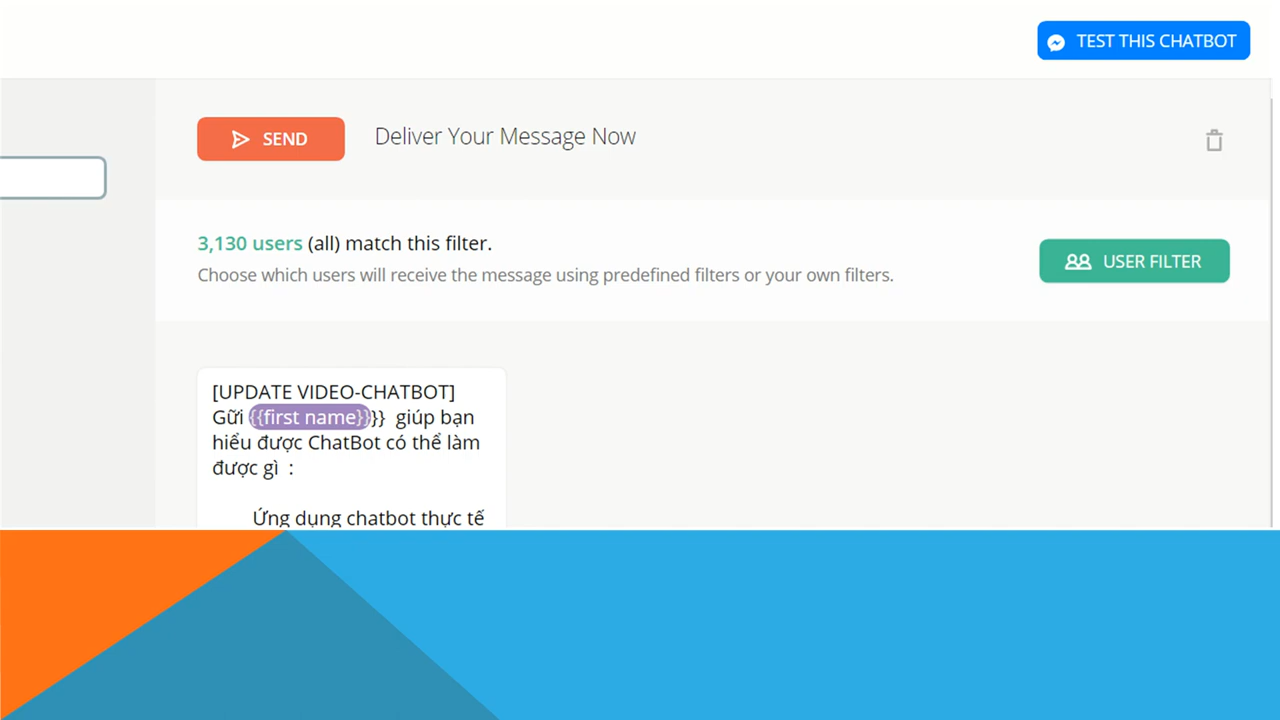 TEST THIS CHATBOT
SEND
Deliver Your Message Now
3,130 users (all) match this filter.
Choose which users will receive the message using predefined filters or your own filters.
USER FILTER
[UPDATE VIDEO-CHATBOT]
Gữi {{first name}}}}  giúp bạn
hiểu được ChatBot có thể làm
được gì  :
Ứng dụng chatbot thực tế